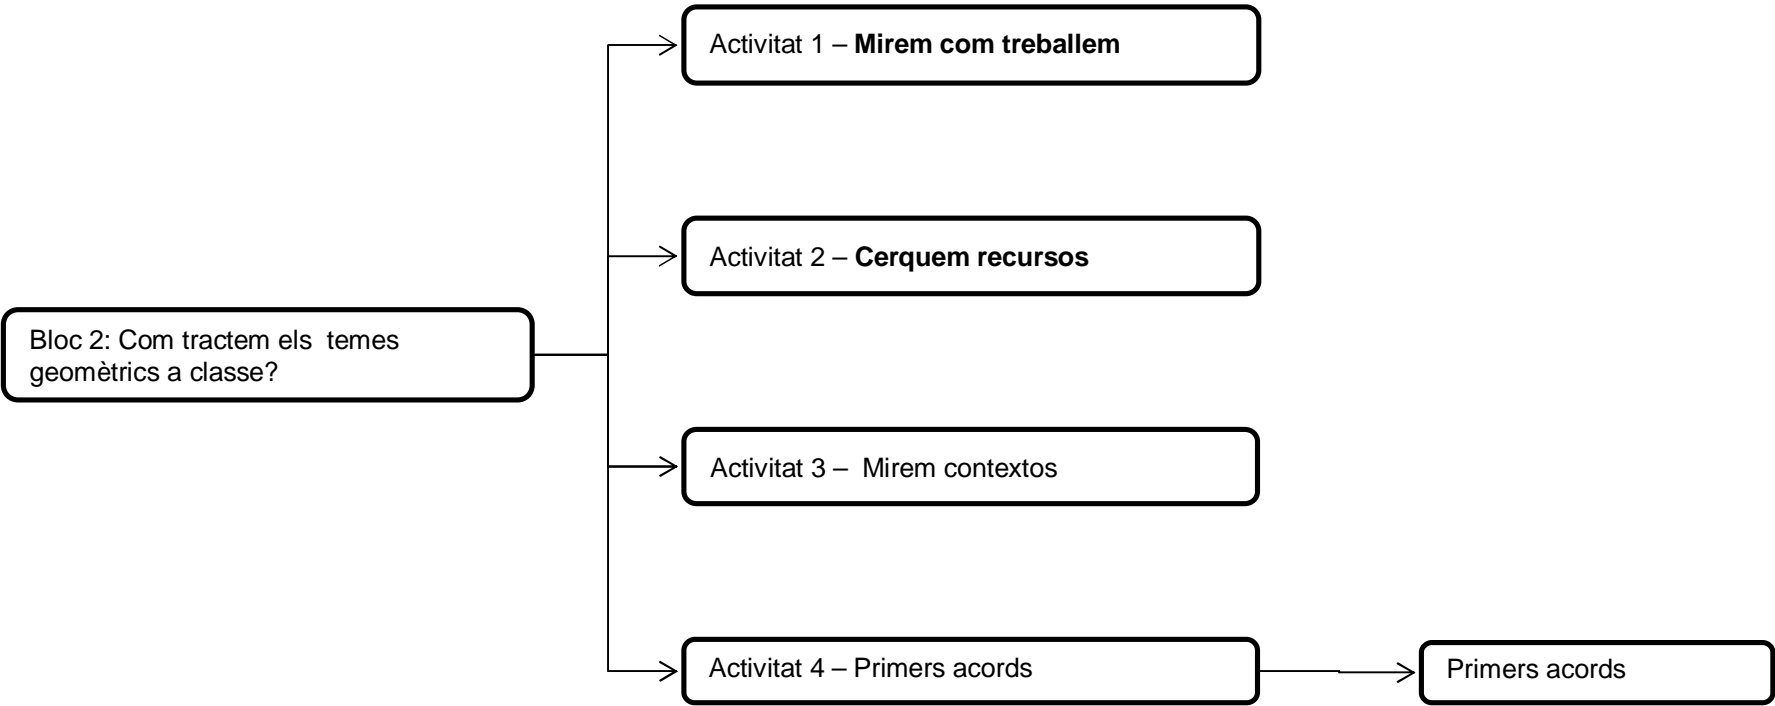 Activitat 1 – Mirem com treballem
Activitat 2 – Cerquem recursos
Bloc 2: Com tractem els  temes
geomètrics a classe?
Activitat 3 –  Mirem contextos
Activitat 4 – Primers acords
Primers acords